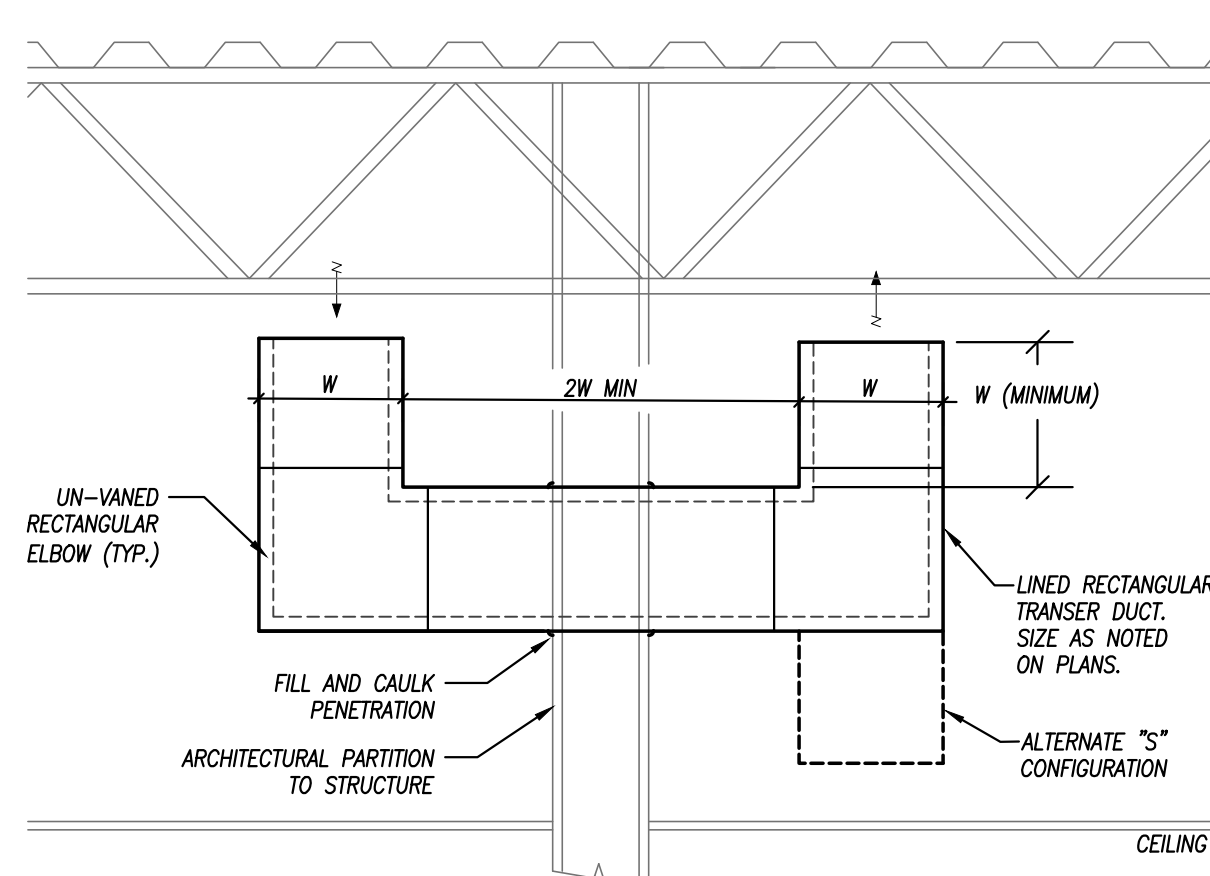 W
2W MIN
W
W (MINIMUM)
UN-VANED
RECTANGULAR
ELBOW (TYP.)
LINED RECTANGULAR
TRANSER DUCT.
SIZE AS NOTED
ON PLANS.
FILL AND CAULK
PENETRATION
ARCHITECTURAL PARTITION
TO STRUCTURE
ALTERNATE "S"
CONFIGURATION
CEILING